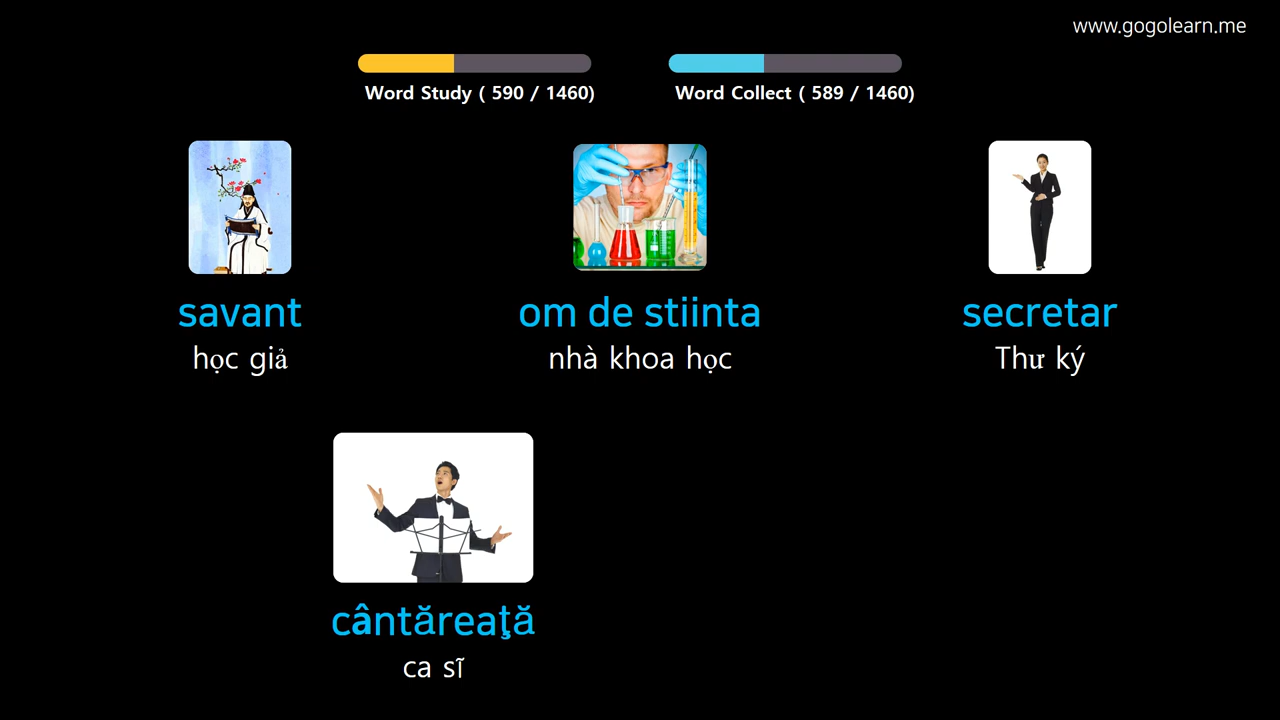 www.gogolearn.me
Word Study ( 590 / 1460)
Word Collect ( 589 / 1460)
savant
học giả
om de stiinta
nhà khoa học
secretar
Thư ký
cântăreaţă
ca sĩ